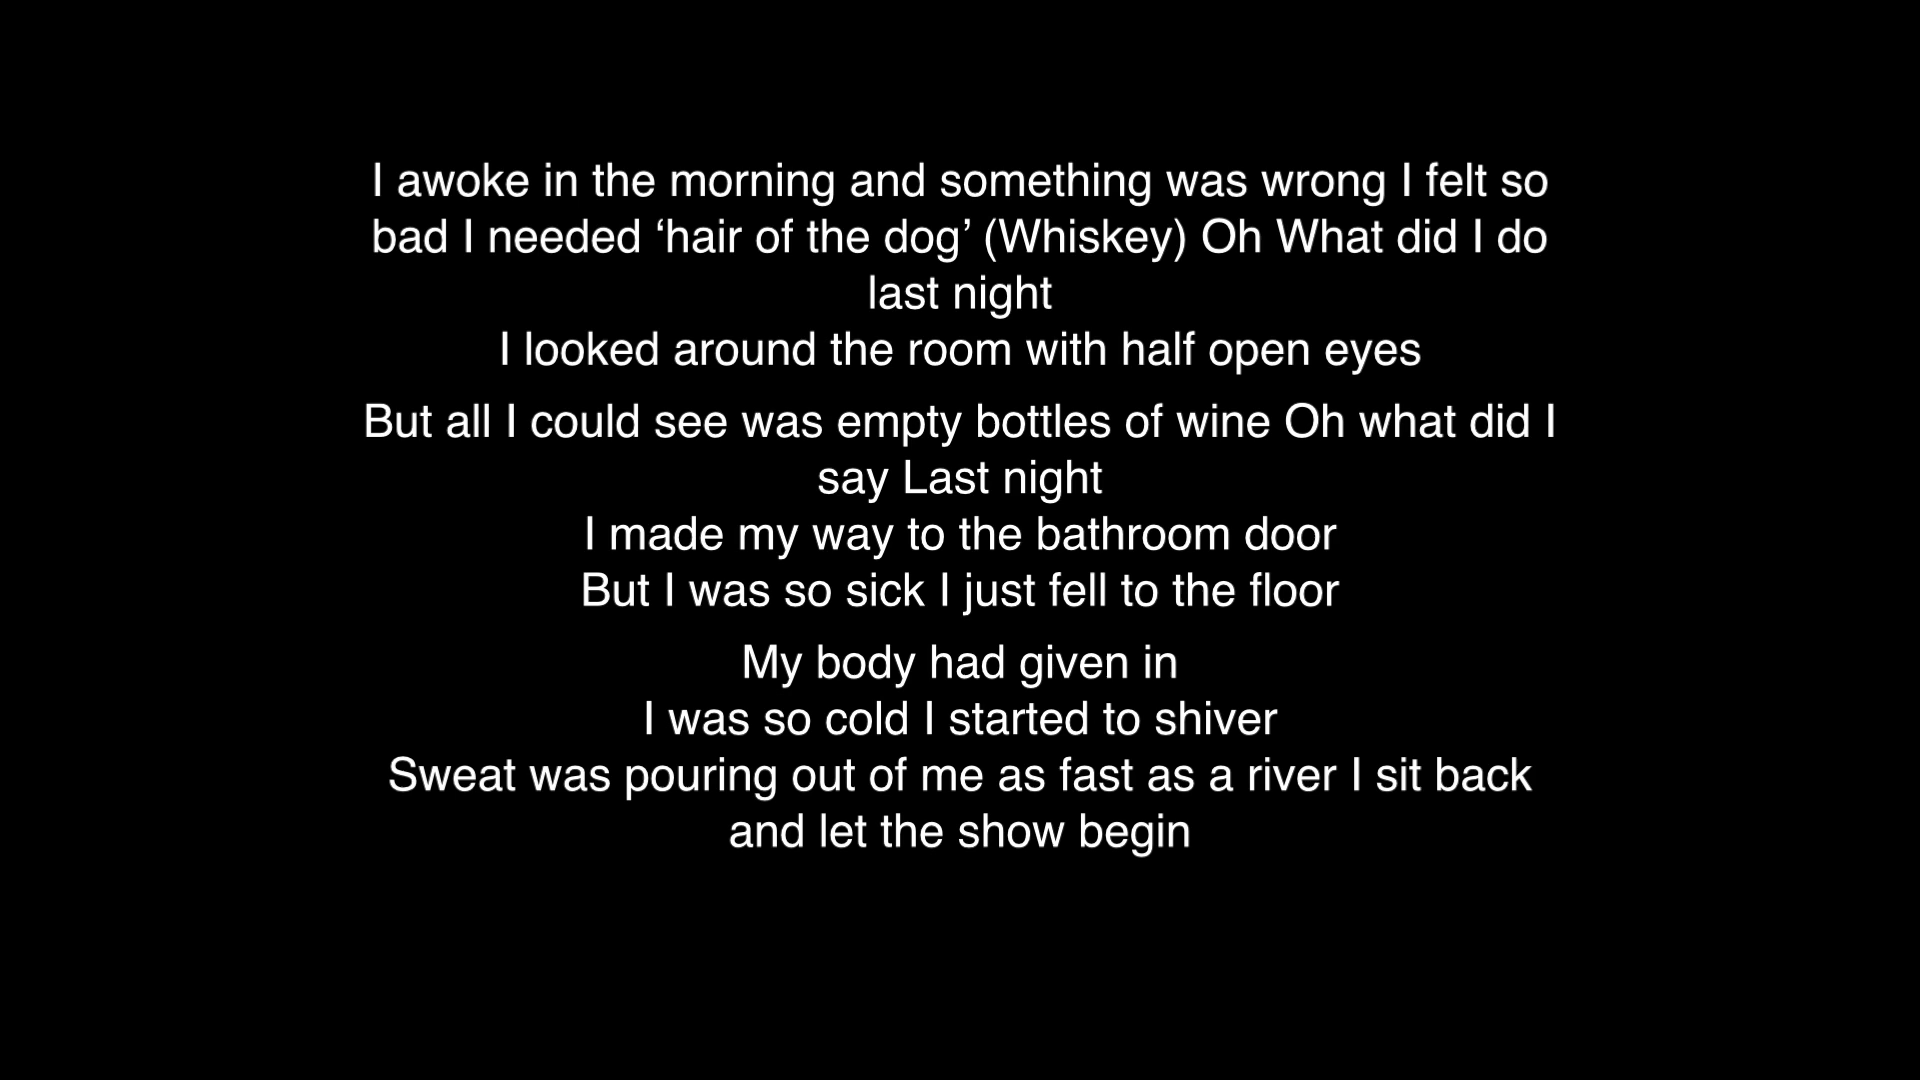 I awoke in the morning and something was wrong I felt so
bad I needed ‘hair of the dog’ (Whiskey) Oh What did I do
last night
I looked around the room with half open eyes
But all I could see was empty bottles of wine Oh what did I
say Last night
I made my way to the bathroom door
But I was so sick I just fell to the floor
My body had given in
I was so cold I started to shiver
Sweat was pouring out of me as fast as a river I sit back
and let the show begin